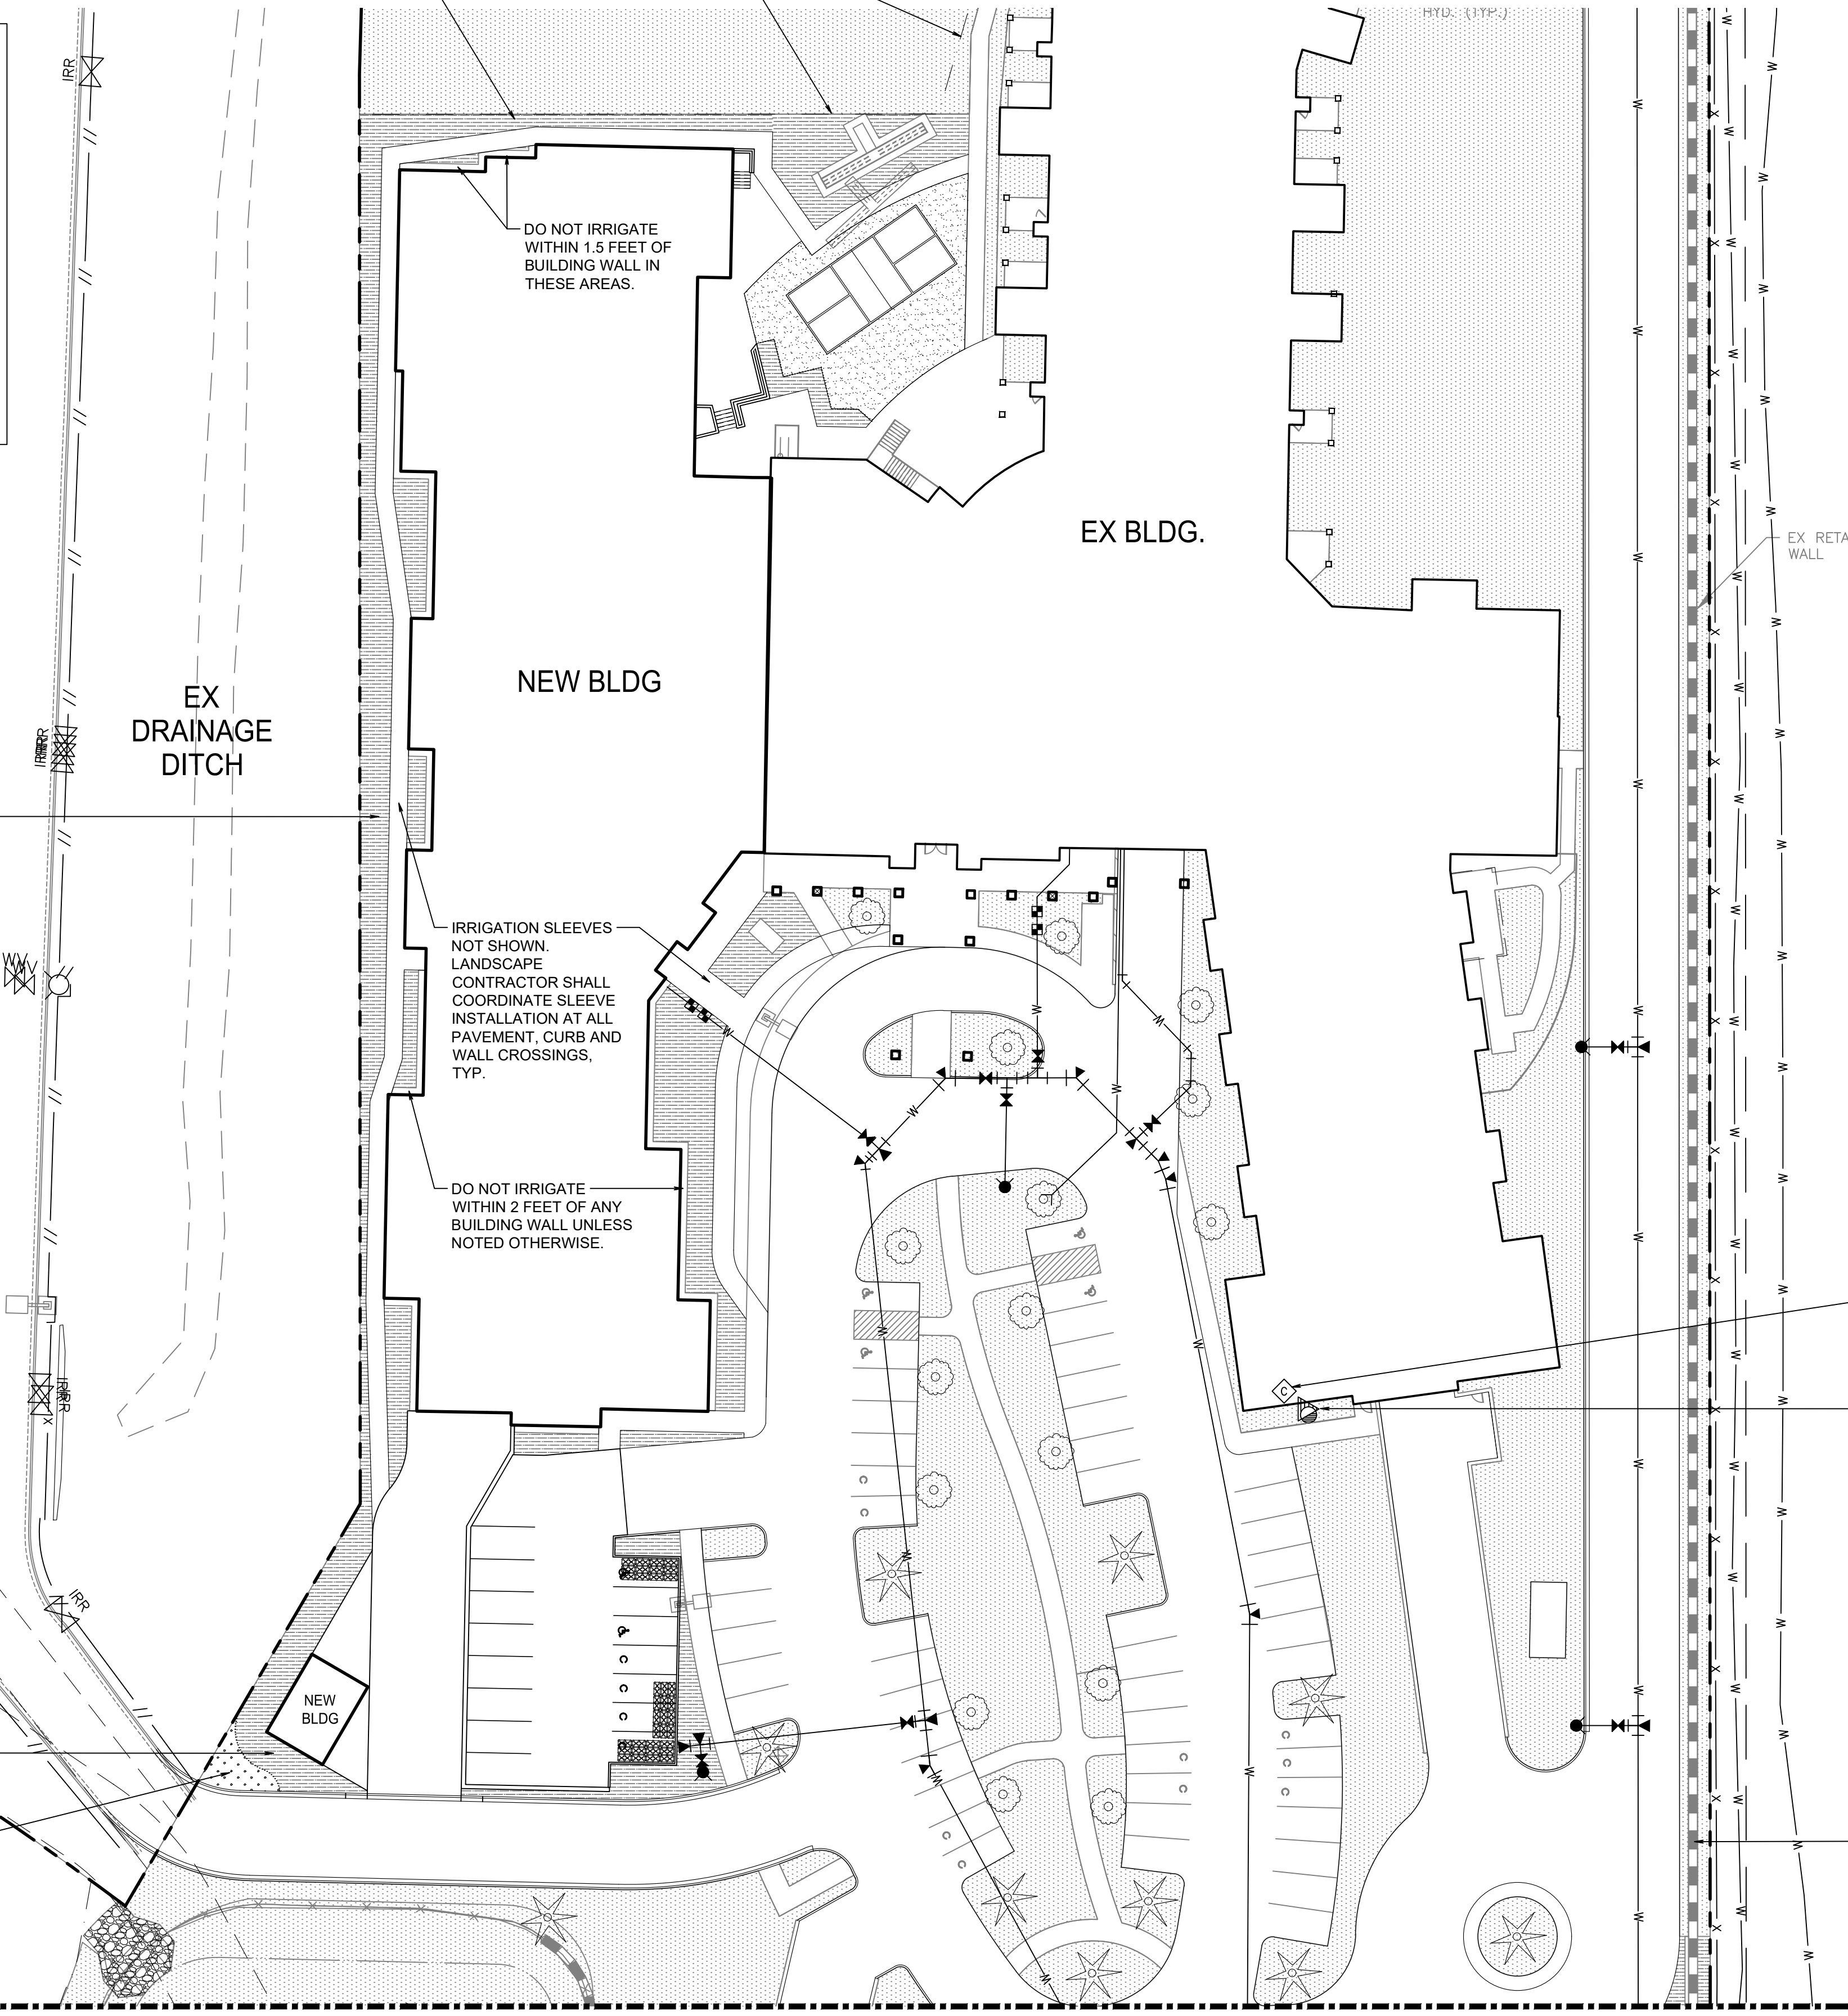 HYD. (TYP.)
IRR
DO NOT IRRIGATE
WITHIN 1.5 FEET OF
BUILDING WALL IN
THESE AREAS.
EX BLDG.
EX RETA
WALL
NEW BLDG
EX
DRAINAGE
DITCH
IRRIGATION SLEEVES
NOT SHOWN.
LANDSCAPE
CONTRACTOR SHALL
COORDINATE SLEEVE
INSTALLATION AT ALL
PAVEMENT, CURB AND
WALL CROSSINGS,
TYP.
DO NOT IRRIGATE
WITHIN 2 FEET OF ANY
BUILDING WALL UNLESS
NOTED OTHERWISE.
C
IRR
NEW
BLDG